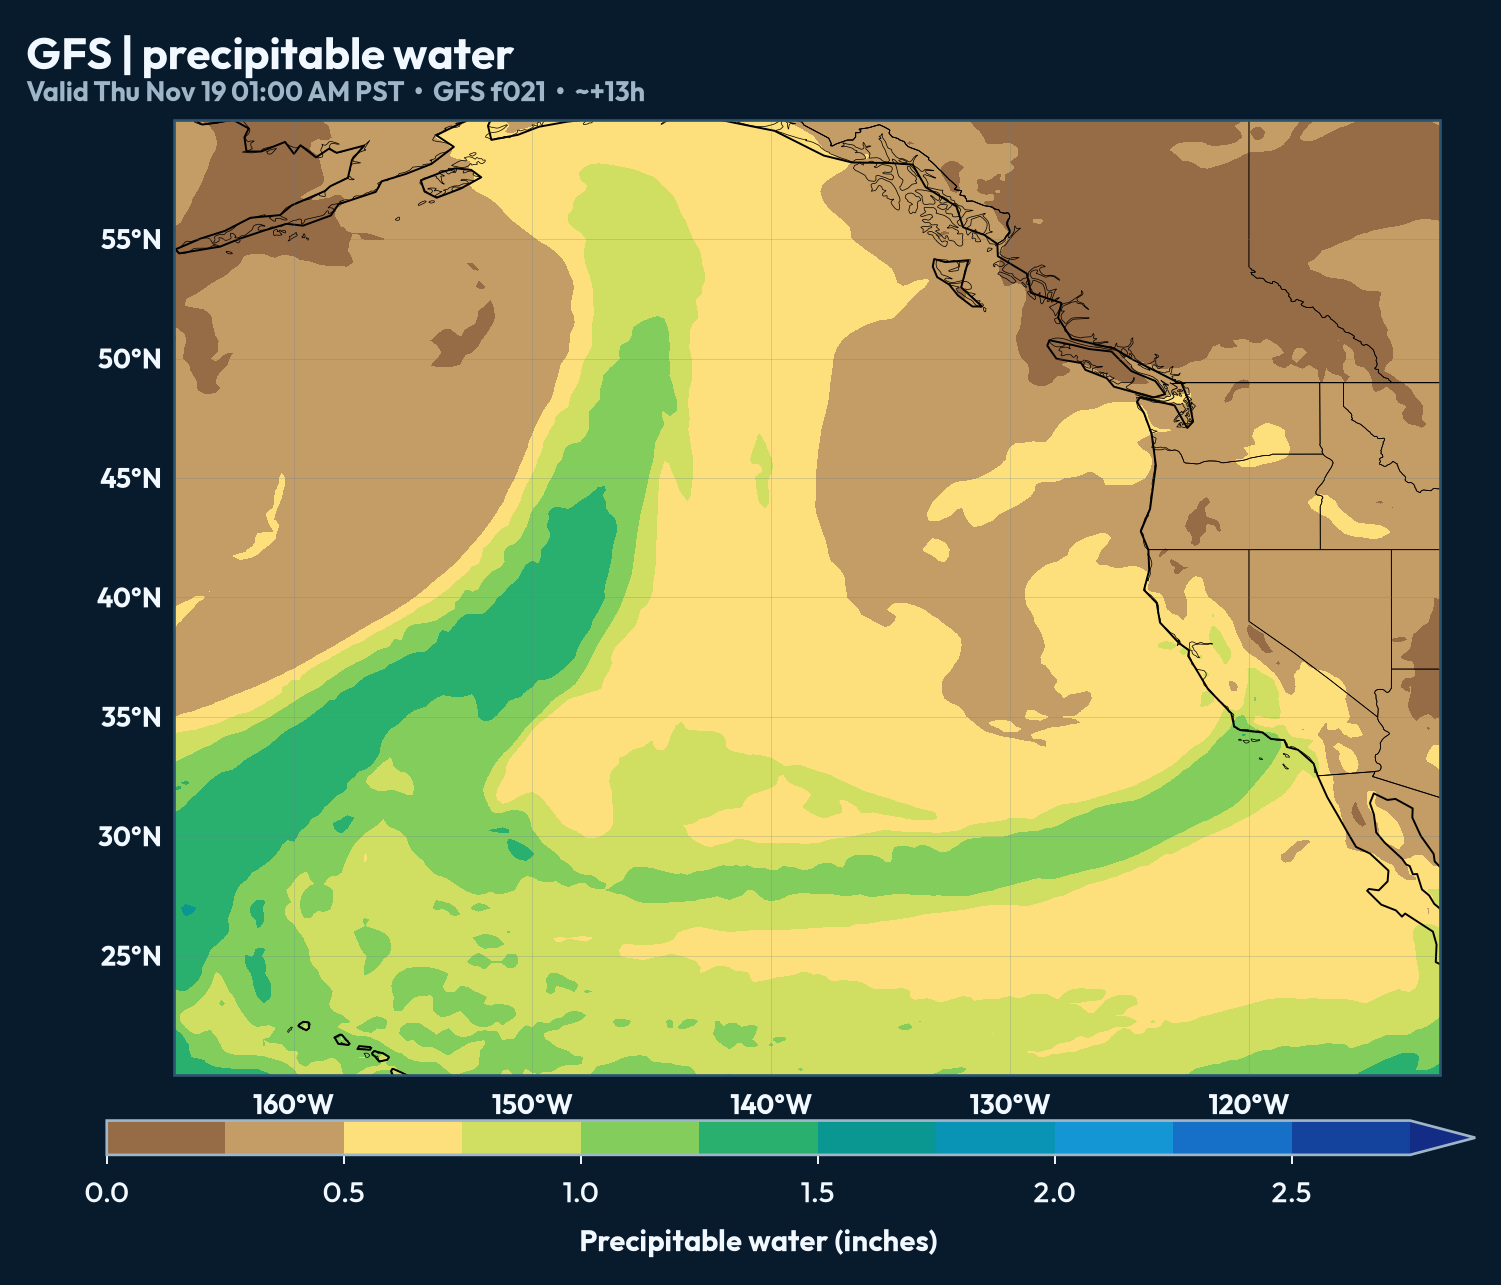 GFS | precipitable water
Valid Thu Nov 19 01:00 AM PST • GFS f021 • ~+13h
55°N
50°N
45°N
40°N
35°N
30°N
25°N
160°W 150°W 140°W 130°W 120°W
0.0 0.5 1.0 1.5 2.0 2.5
Precipitable water (inches)